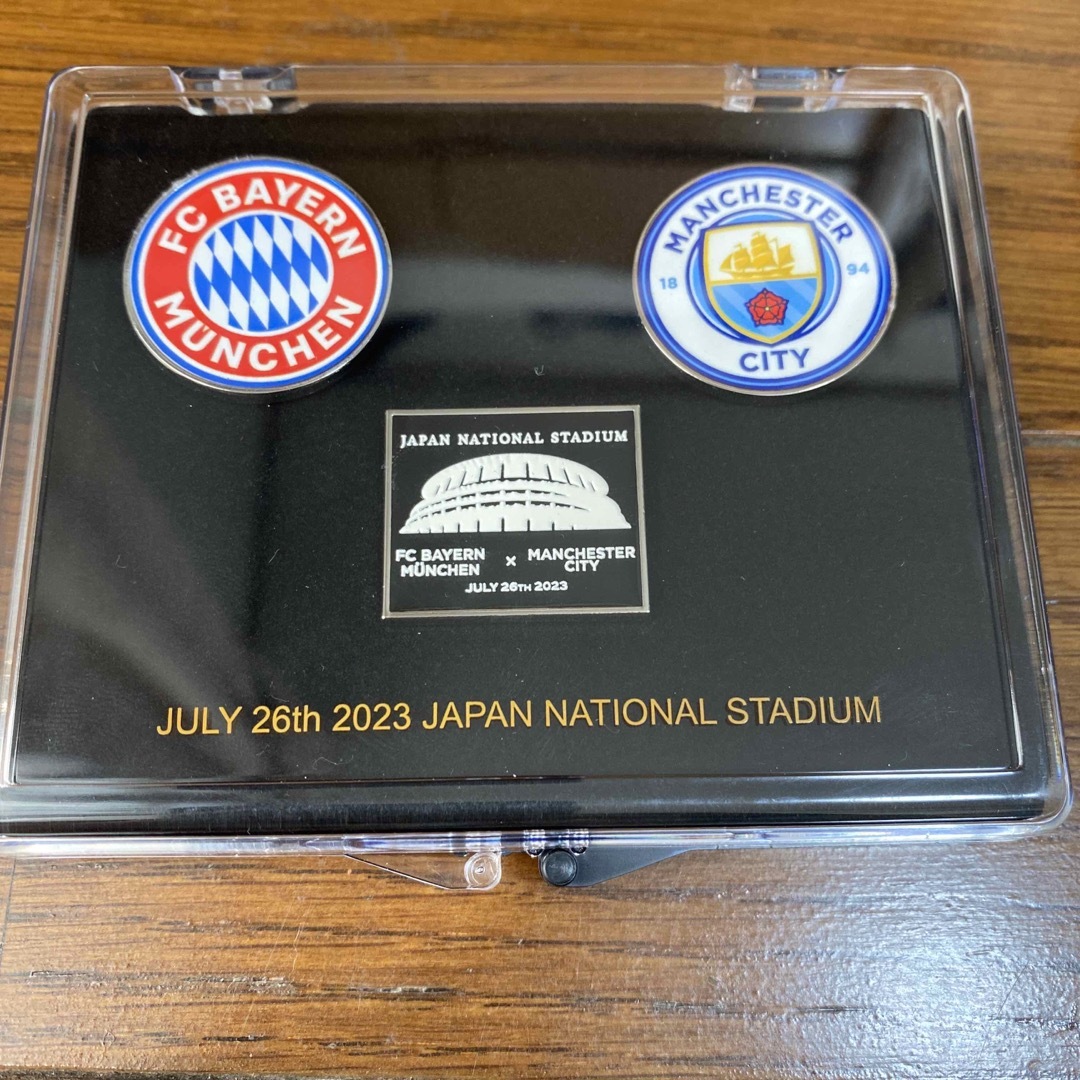 FC BAYERN
MÜNCHEN
MANCHESTER
18 94
CITY
JAPAN NATIONAL STADIUM
FC BAYERN
MÜNCHEN
×
MANCHESTER
CITY
JULY 26TH 2023
JULY 26th 2023 JAPAN NATIONAL STADIUM